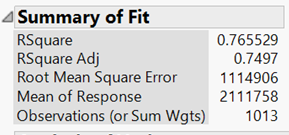 Summary of Fit
RSquare 0.765529
RSquare Adj 0.7497
Root Mean Square Error 1114906
Mean of Response 2111758
Observations (or Sum Wgts) 1013